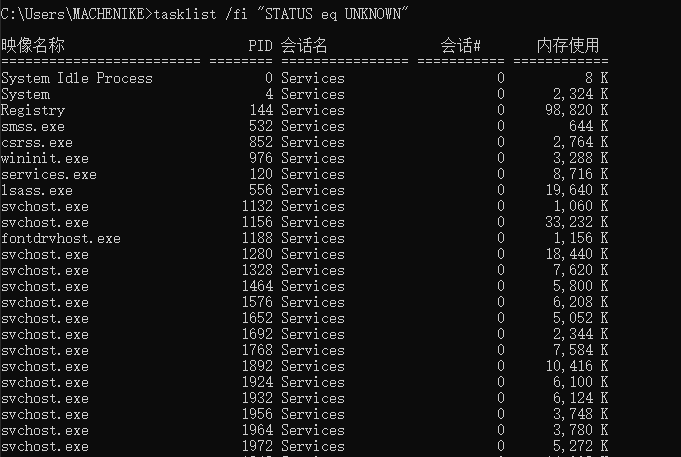 C:\Users\MACHENIKE>tasklist /fi "STATUS eq UNKNOWN"
映像名称 PID 会话名 会话# 内存使用
========================= ======== ================ =========== ============
System Idle Process 0 Services 0 8 K
System 4 Services 0 2,324 K
Registry 144 Services 0 98,820 K
smss.exe 532 Services 0 644 K
csrss.exe 852 Services 0 2,764 K
wininit.exe 976 Services 0 3,288 K
services.exe 120 Services 0 8,716 K
lsass.exe 556 Services 0 19,640 K
svchost.exe 1132 Services 0 1,060 K
svchost.exe 1156 Services 0 33,232 K
fontdrvhost.exe 1188 Services 0 1,156 K
svchost.exe 1280 Services 0 18,440 K
svchost.exe 1328 Services 0 7,620 K
svchost.exe 1464 Services 0 5,800 K
svchost.exe 1576 Services 0 6,208 K
svchost.exe 1652 Services 0 5,052 K
svchost.exe 1692 Services 0 2,344 K
svchost.exe 1768 Services 0 7,584 K
svchost.exe 1892 Services 0 10,416 K
svchost.exe 1924 Services 0 6,100 K
svchost.exe 1932 Services 0 6,124 K
svchost.exe 1956 Services 0 3,748 K
svchost.exe 1964 Services 0 3,780 K
svchost.exe 1972 Services 0 5,272 K